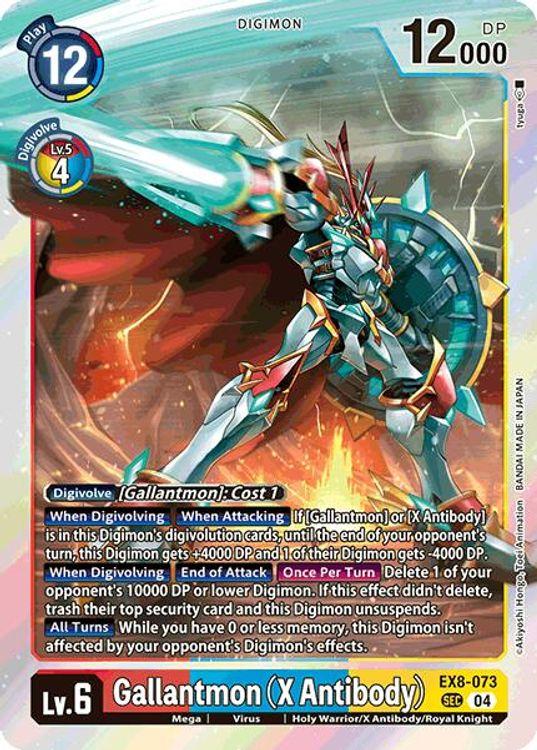 DIGIMON
Play
12
12000
DP
Digivolve
Lv.5
4
tyuga
Digivolve [Gallantmon]: Cost 1
When Digivolving When Attacking If [Gallantmon] or [X Antibody]
is in this Digimon's digivolution cards, until the end of your opponent's
turn, this Digimon gets +4000 DP and 1 of their Digimon gets -4000 DP.
When Digivolving End of Attack Once Per Turn Delete 1 of your
opponent's 10000 DP or lower Digimon. If this effect didn't delete,
trash their top security card and this Digimon unsuspends.
All Turns While you have 0 or less memory, this Digimon isn't
affected by your opponent's Digimon's effects.
©Akiyoshi Hongo, Toei Animation BANDAI MADE IN JAPAN
Lv.6
Gallantmon (X Antibody)
EX8-073
SEC 04
Mega | Virus | Holy Warrior/X Antibody/Royal Knight